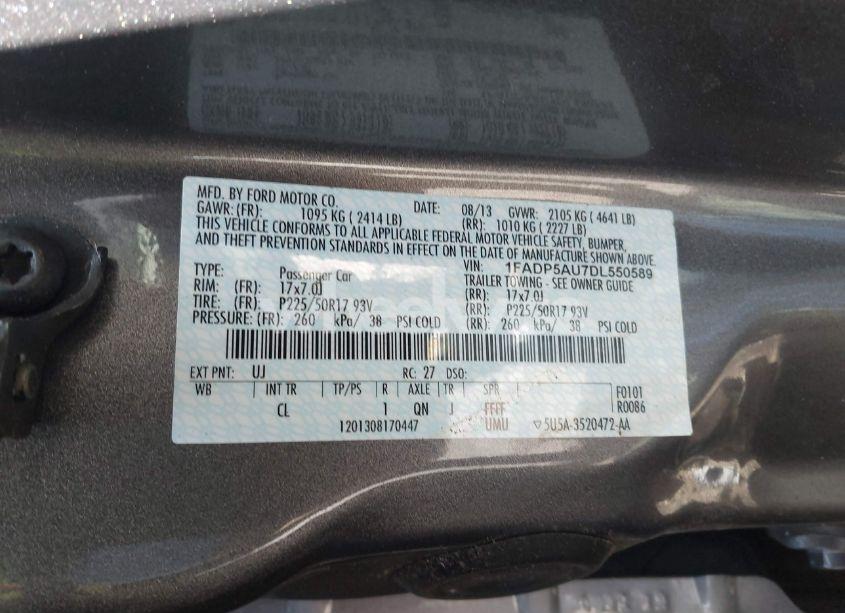 MFD. BY FORD MOTOR CO. DATE: 08/13 GVWR: 2105 KG ( 4641 LB)
GAWR: (FR): 1095 KG ( 2414 LB) (RR): 1010 KG ( 2227 LB)
THIS VEHICLE CONFORMS TO ALL APPLICABLE FEDERAL MOTOR VEHICLE SAFETY, BUMPER,
AND THEFT PREVENTION STANDARDS IN EFFECT ON THE DATE OF MANUFACTURE SHOWN ABOVE.
VIN: 1FADP5AU7DL550589
TYPE: Passenger Car TRAILER TOWING - SEE OWNER GUIDE
RIM: (FR): 17x7.0J (RR): 17x7.0J
TIRE: (FR): P225/50R17 93V (RR): P225/50R17 93V
PRESSURE: (FR): 260 kPa/ 38 PSI COLD (RR): 260 kPa/ 38 PSI COLD
EXT PNT: UJ RC: 27 DSO:
WB INT TR TP/PS R AXLE TR SPR F0101
CL 1 QN J FFFF R0086
1201308170447 UMU ▽5U5A-3520472-AA